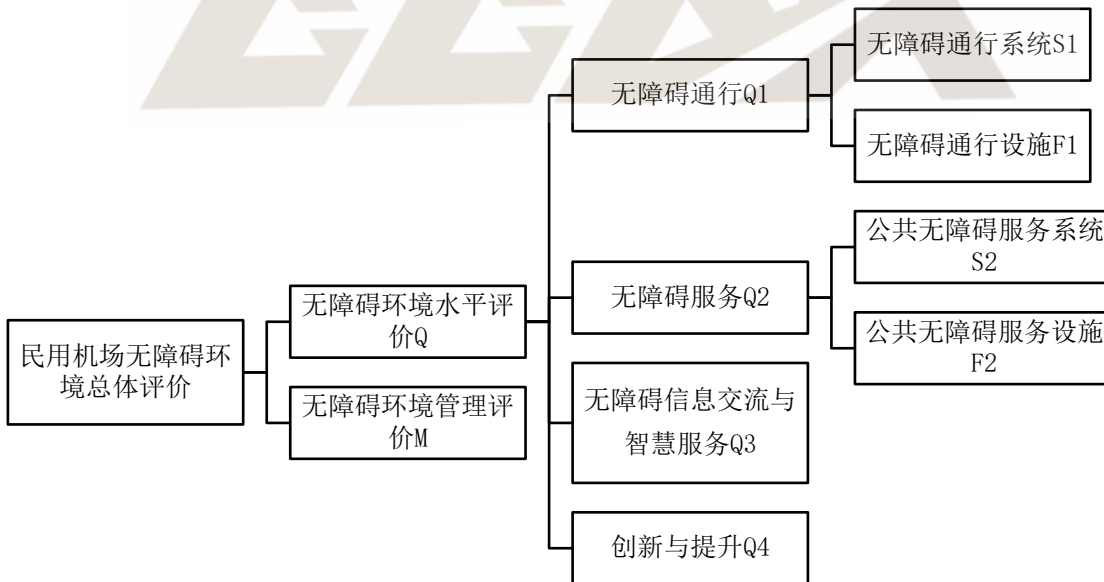 民用机场无障碍环
境总体评价
无障碍环境水平评
价Q
无障碍环境管理评
价M
无障碍通行Q1
无障碍服务Q2
无障碍信息交流与
智慧服务Q3
创新与提升Q4
无障碍通行系统S1
无障碍通行设施F1
公共无障碍服务系统
S2
公共无障碍服务设施
F2